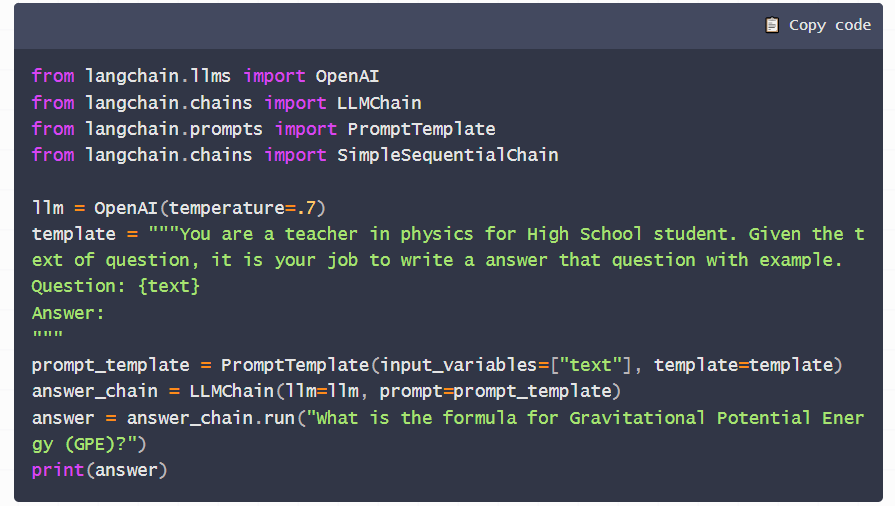 Copy code
from langchain.llms import OpenAI
from langchain.chains import LLMChain
from langchain.prompts import PromptTemplate
from langchain.chains import SimpleSequentialChain
llm = OpenAI(temperature=.7)
template = """You are a teacher in physics for High School student. Given the t
ext of question, it is your job to write a answer that question with example.
Question: {text}
Answer:
"""
prompt_template = PromptTemplate(input_variables=["text"], template=template)
answer_chain = LLMChain(llm=llm, prompt=prompt_template)
answer = answer_chain.run("What is the formula for Gravitational Potential Ener
gy (GPE)?")
print(answer)